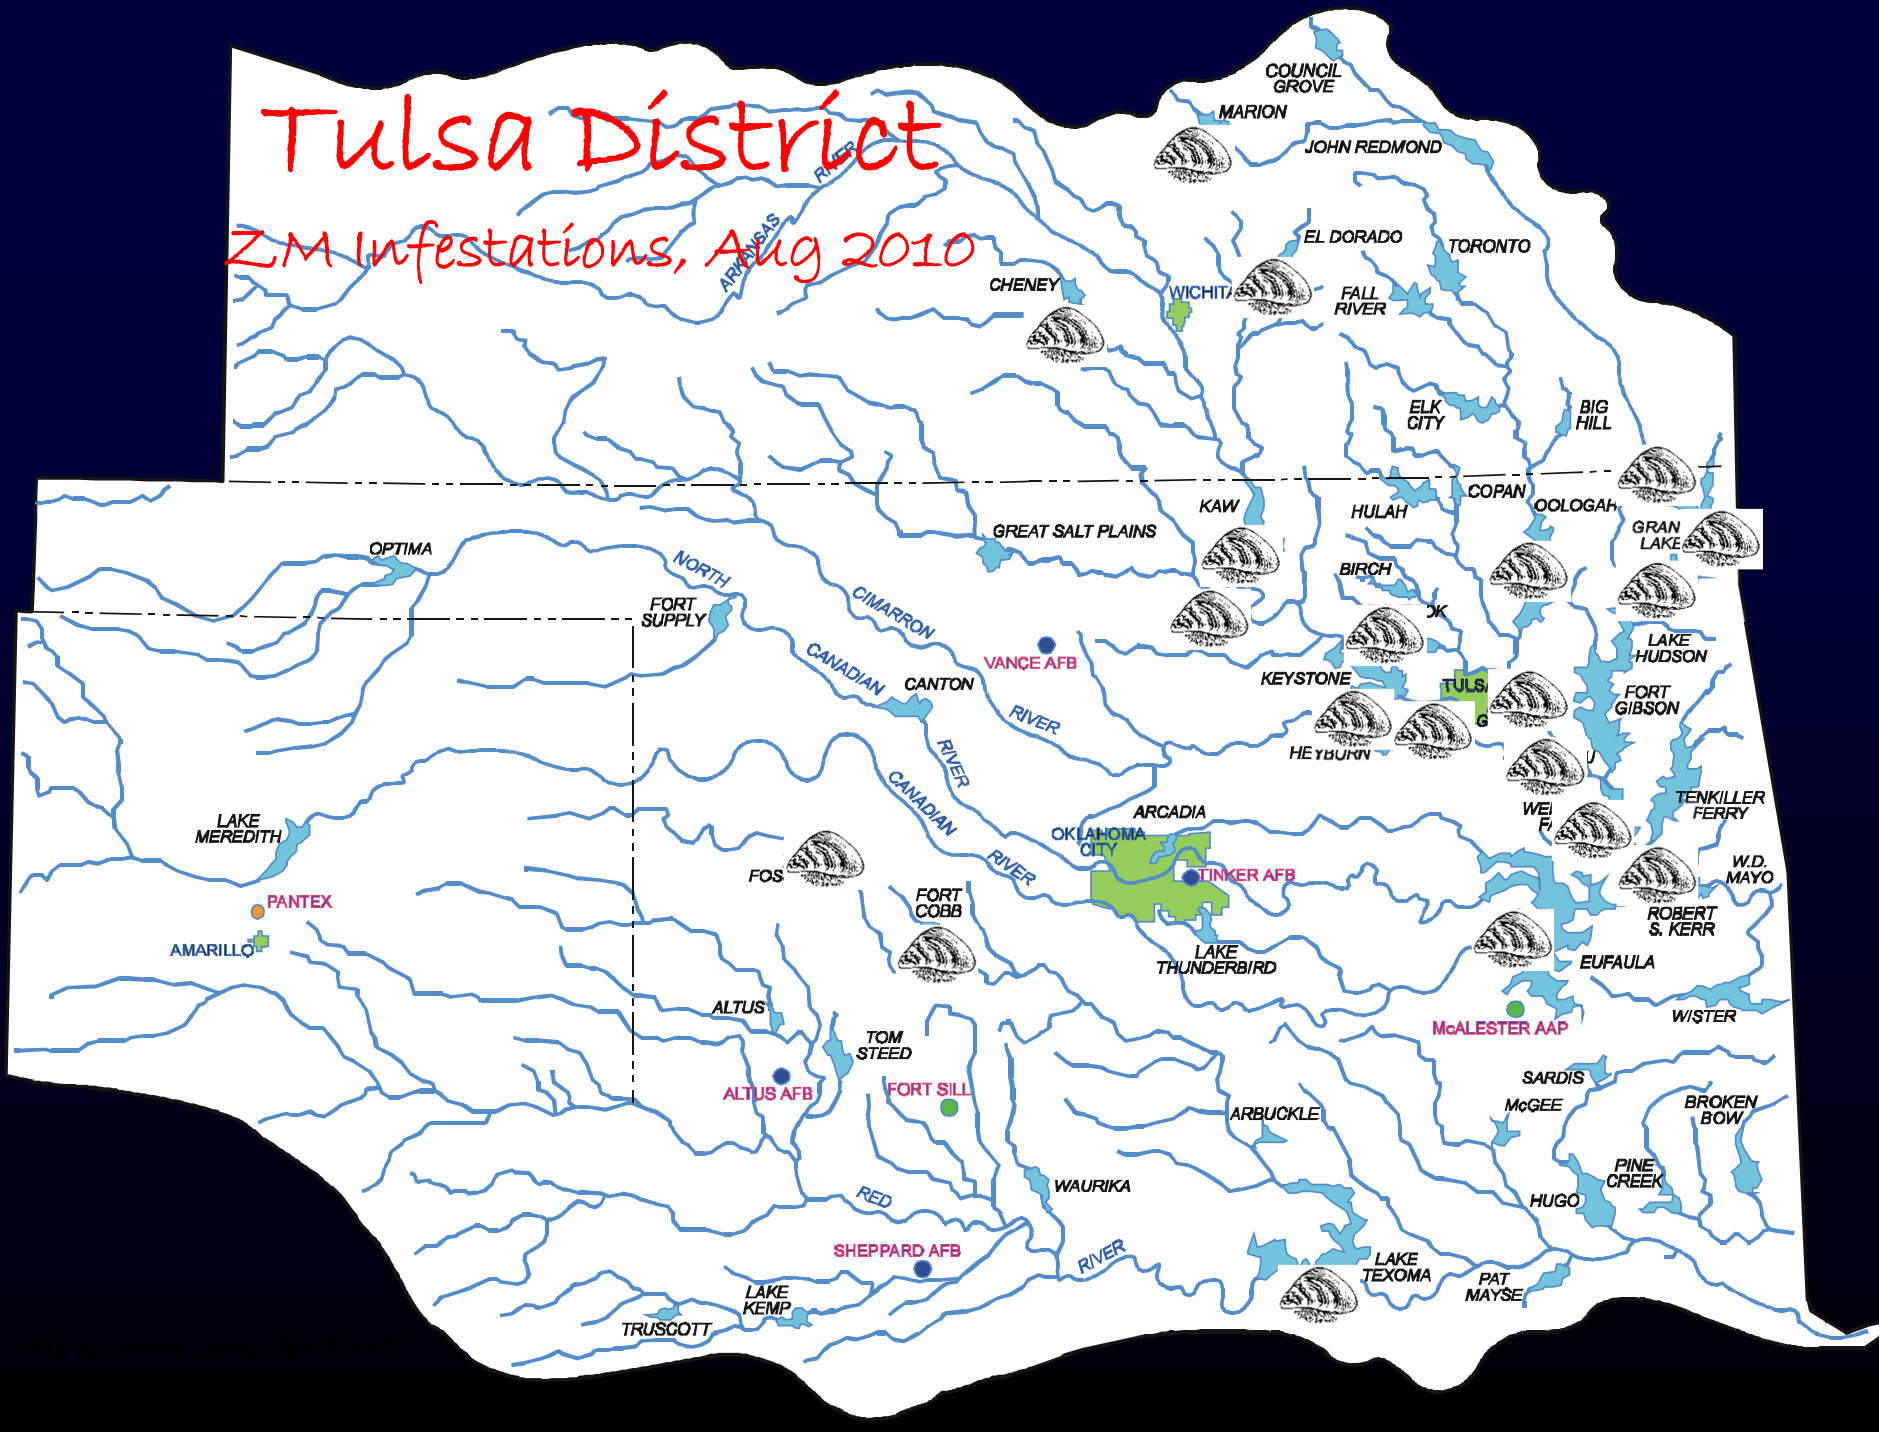 Tulsa District
ZM Infestations, Aug 2010
COUNCIL
GROVE
MARION
JOHN REDMOND
RIVER
ARKANSAS
EL DORADO
TORONTO
CHENEY
WICHITA
FALL
RIVER
ELK
CITY
BIG
HILL
KAW
COPAN
HULAH
OOLOGAH
GREAT SALT PLAINS
GRAN
LAKE
OPTIMA
NORTH
BIRCH
FORT
SUPPLY
CIMARRON
OK
LAKE
HUDSON
VANCE AFB
CANADIAN
KEYSTONE
CANTON
TULSA
FORT
GIBSON
RIVER
G
HEYBURN
U
RIVER
CANADIAN
TENKILLER
FERRY
LAKE
MEREDITH
ARCADIA
WE
F
OKLAHOMA
CITY
RIVER
TINKER AFB
W.D.
MAYO
FOS
FORT
COBB
PANTEX
ROBERT
S. KERR
AMARILLO
LAKE
THUNDERBIRD
EUFAULA
ALTUS
WISTER
McALESTER AAP
TOM
STEED
SARDIS
ALTUS AFB
FORT SILL
McGEE
BROKEN
BOW
ARBUCKLE
PINE
CREEK
WAURIKA
HUGO
RED
SHEPPARD AFB
RIVER
LAKE
TEXOMA
PAT
MAYSE
LAKE
KEMP
TRUSCOTT